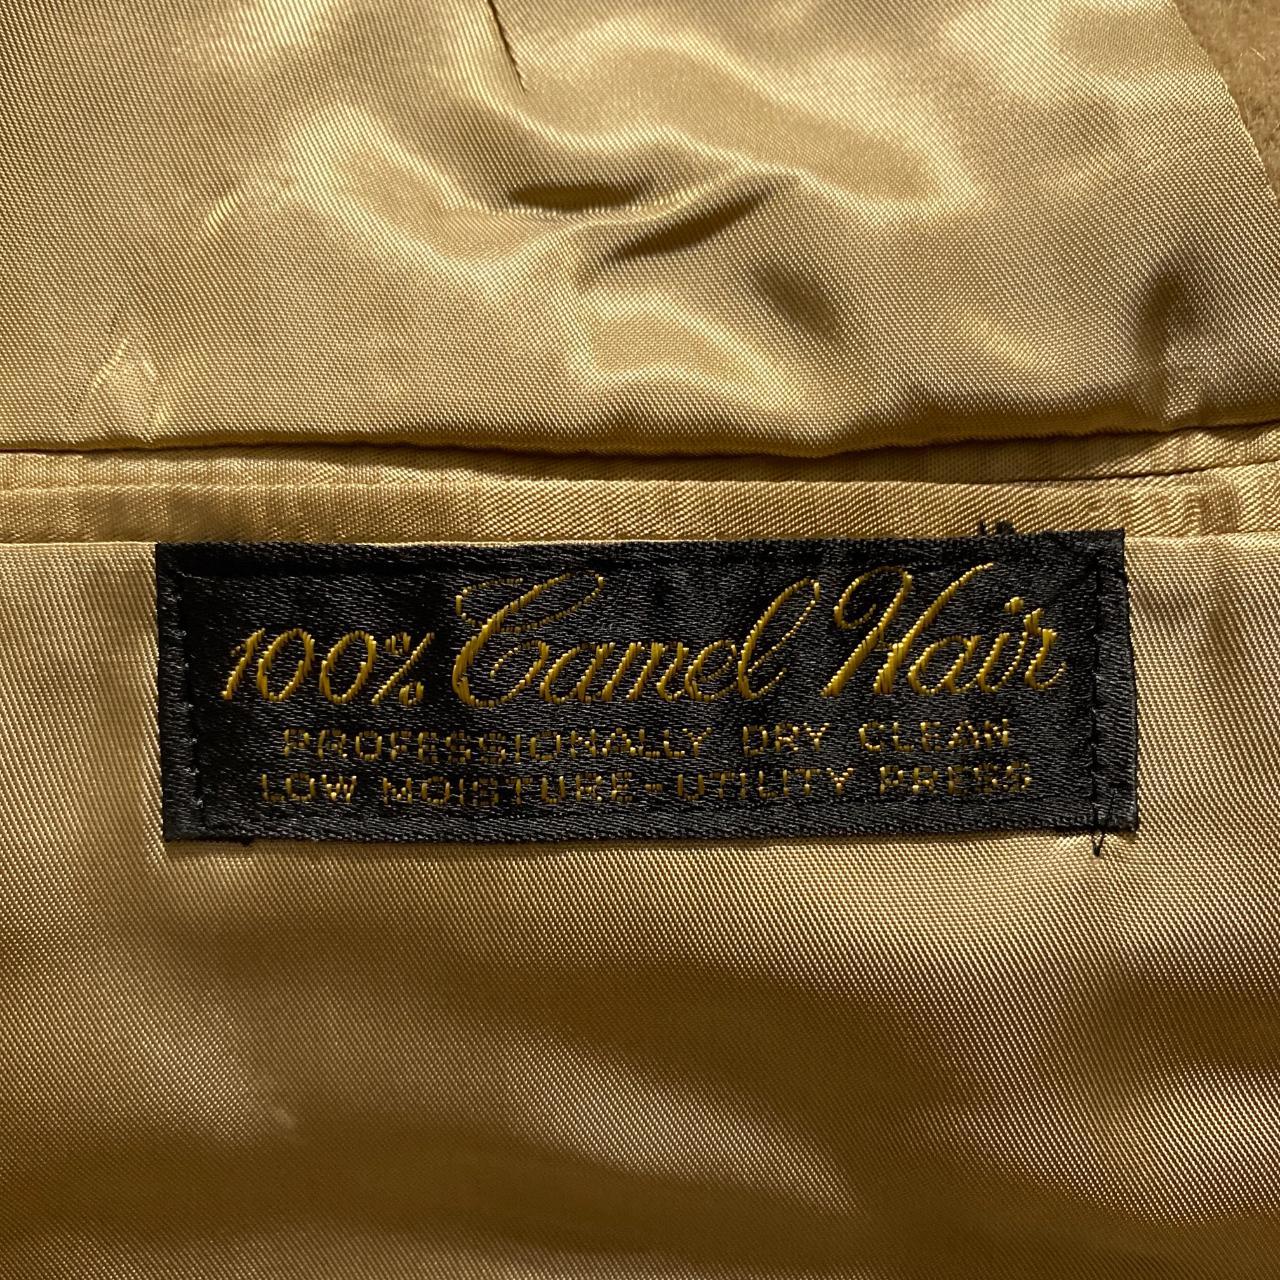 100% Camel Hair
PROFESSIONALLY DRY CLEAN
LOW MOISTURE-UTILITY PRESS